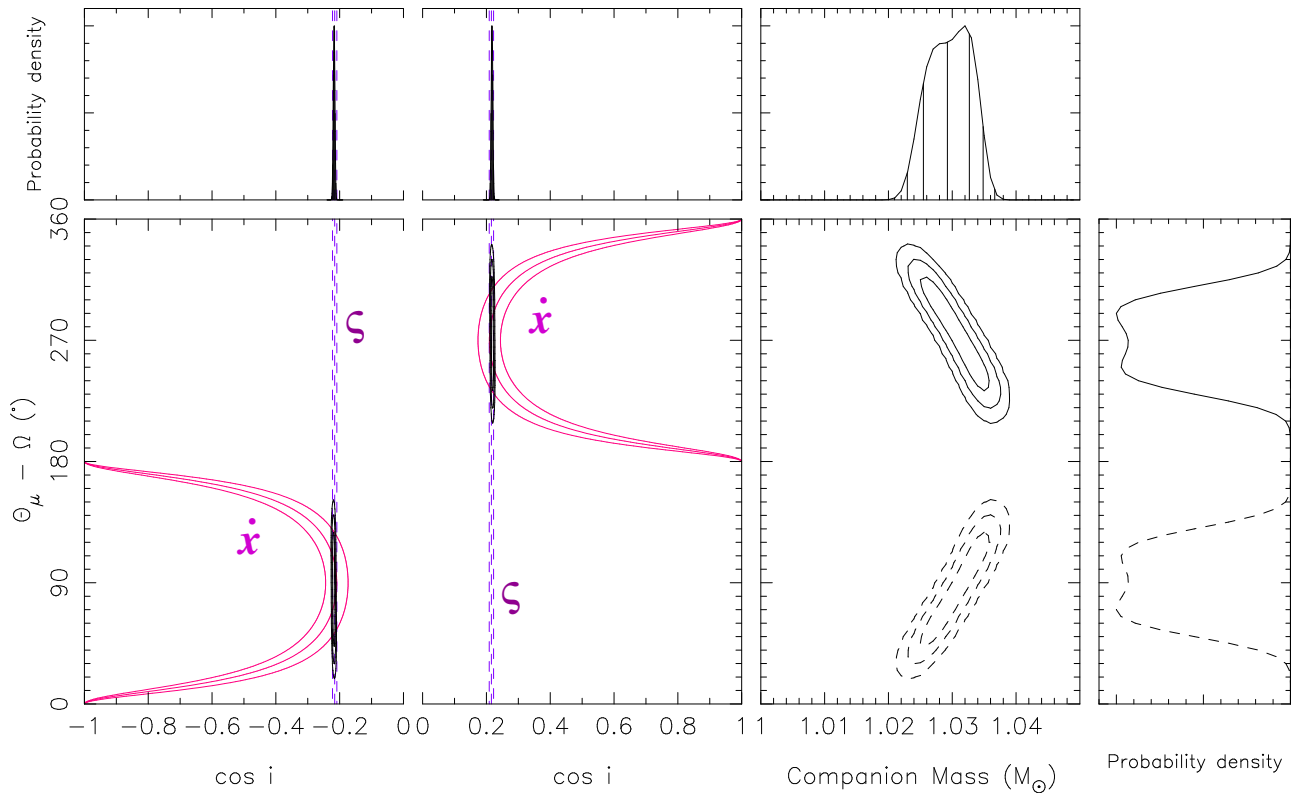 Probability density
360
270
180
90
0
Θμ − Ω (°)
ς
ẋ
ẋ
ς
−1 −0.8 −0.6 −0.4 −0.2 0
0 0.2 0.4 0.6 0.8 1
1 1.01 1.02 1.03 1.04
cos i
cos i
Companion Mass (M⊙)
Probability density